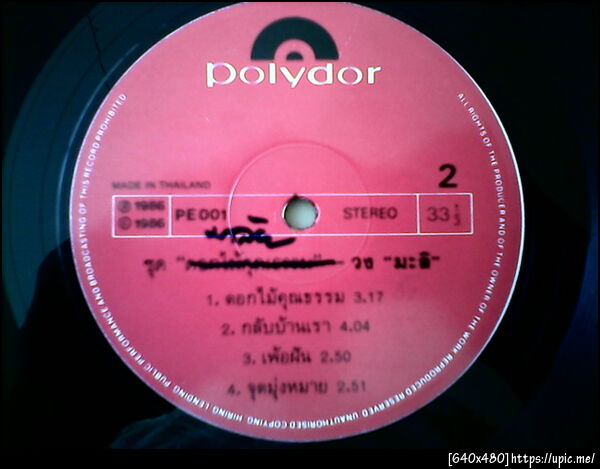 polydor
MADE IN THAILAND
2
Ⓟ 1986
© 1986
PE 001
STEREO
33 1/3
ชุด " " วง "มะลิ"
1. ดอกไม้คุณธรรม 3.17
2. กลับบ้านเรา 4.04
3. เพ้อฝัน 2.50
4. จุดมุ่งหมาย 2.51
ALL RIGHTS OF THE PRODUCER AND OF THE OWNER OF THE WORK REPRODUCED RESERVED UNAUTHORISED COPYING, HIRING, LENDING, PUBLIC PERFORMANCE AND BROADCASTING OF THIS RECORD PROHIBITED
[640x480]https://upic.me/